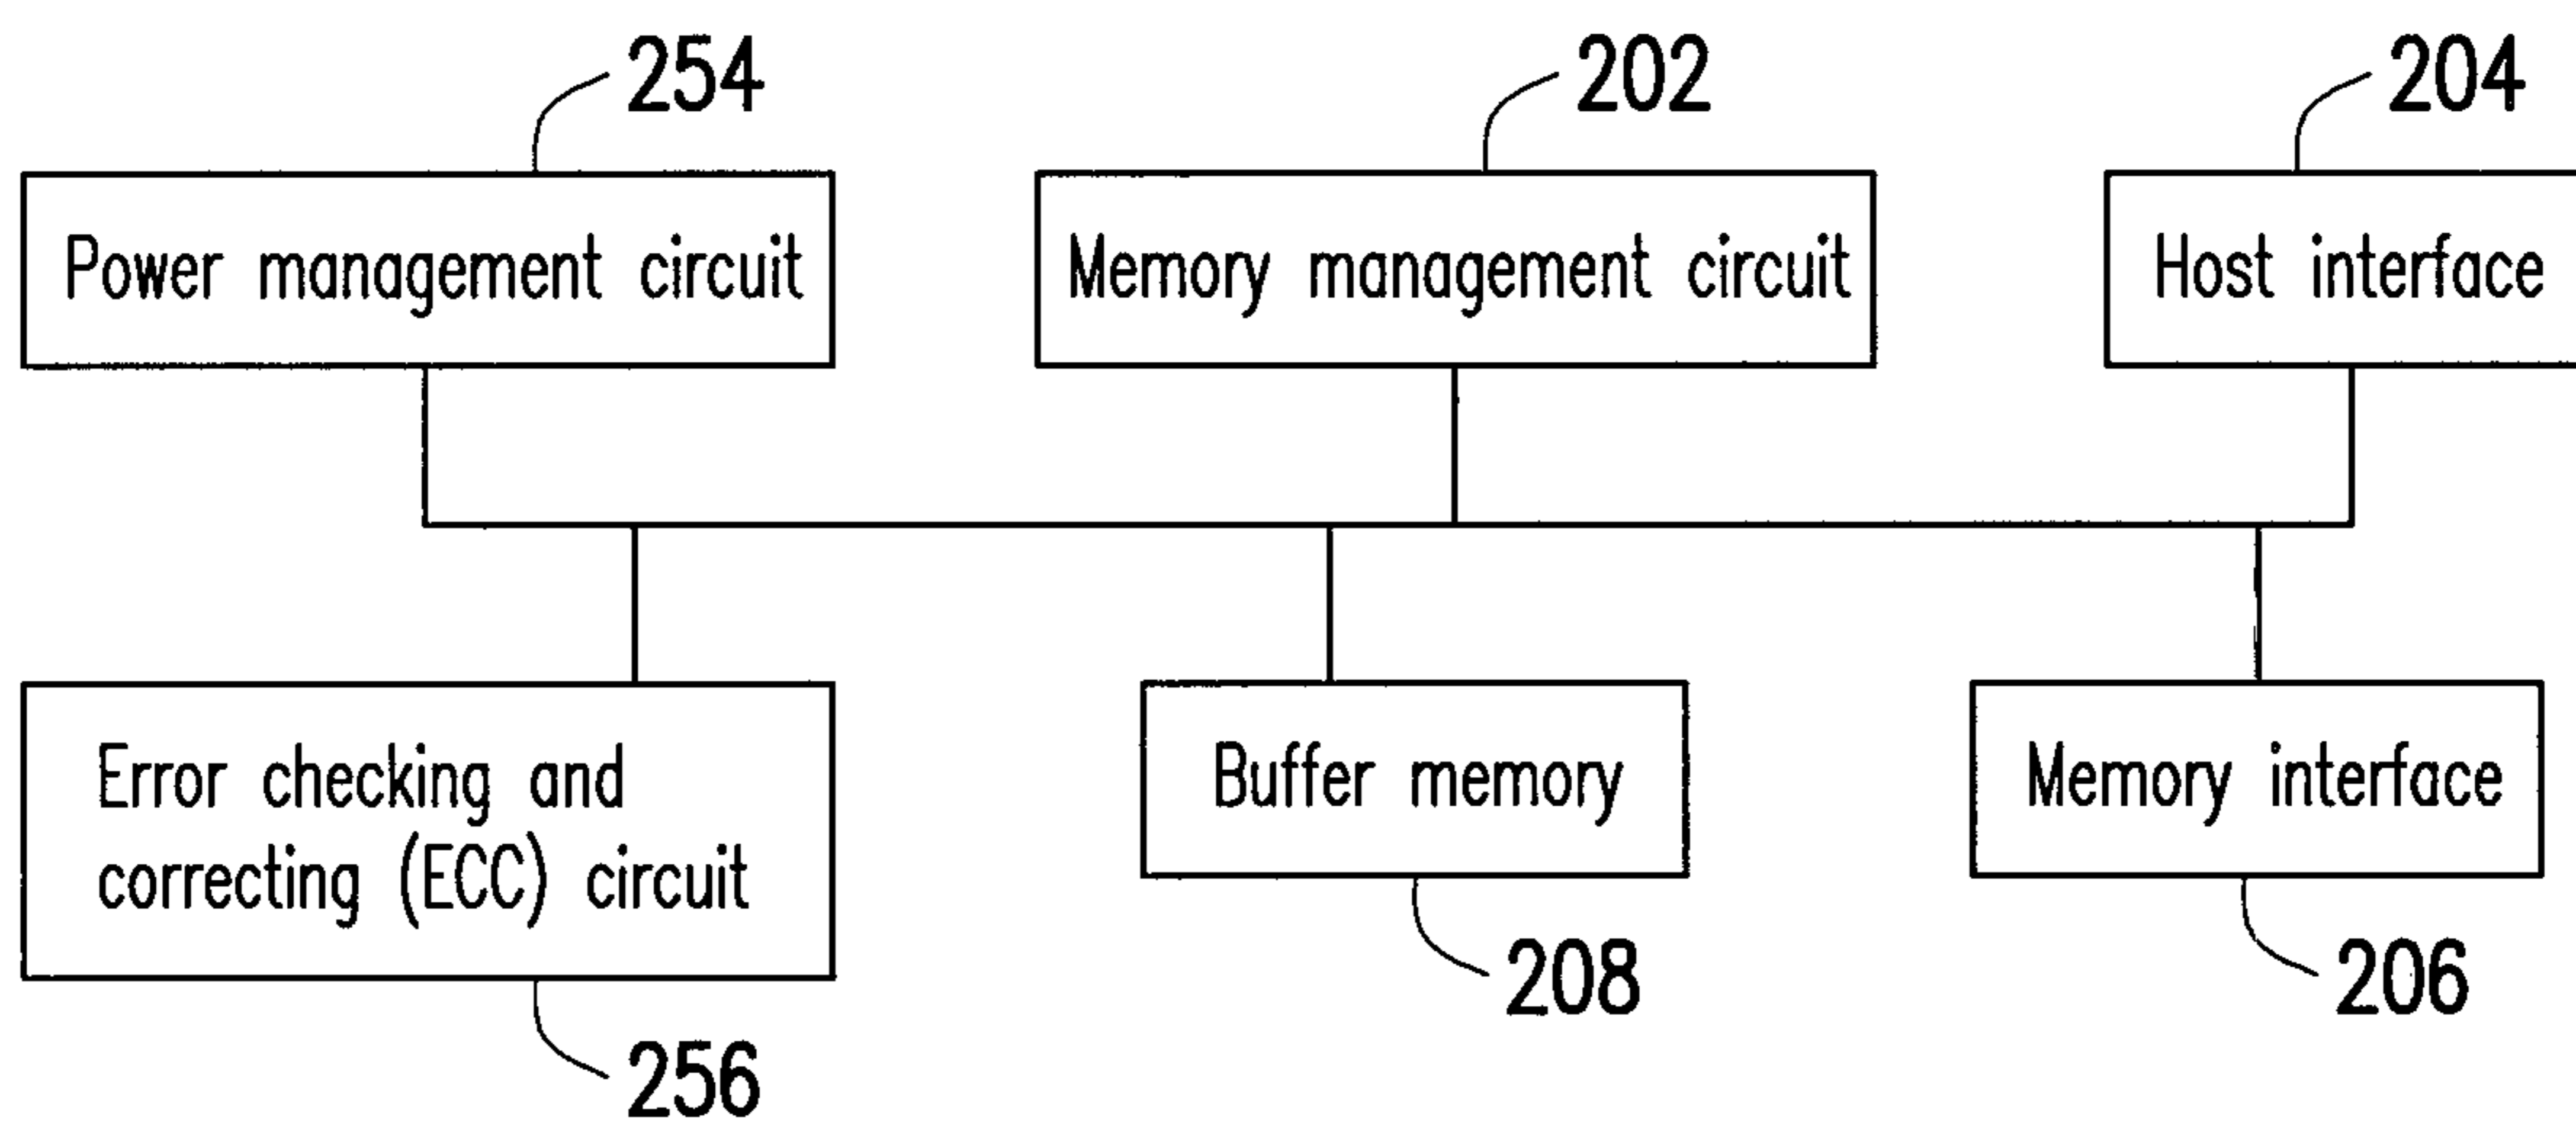 254
202
204
Power management circuit
Memory management circuit
Host interface
Error checking and
correcting (ECC) circuit
Buffer memory
Memory interface
208
206
256